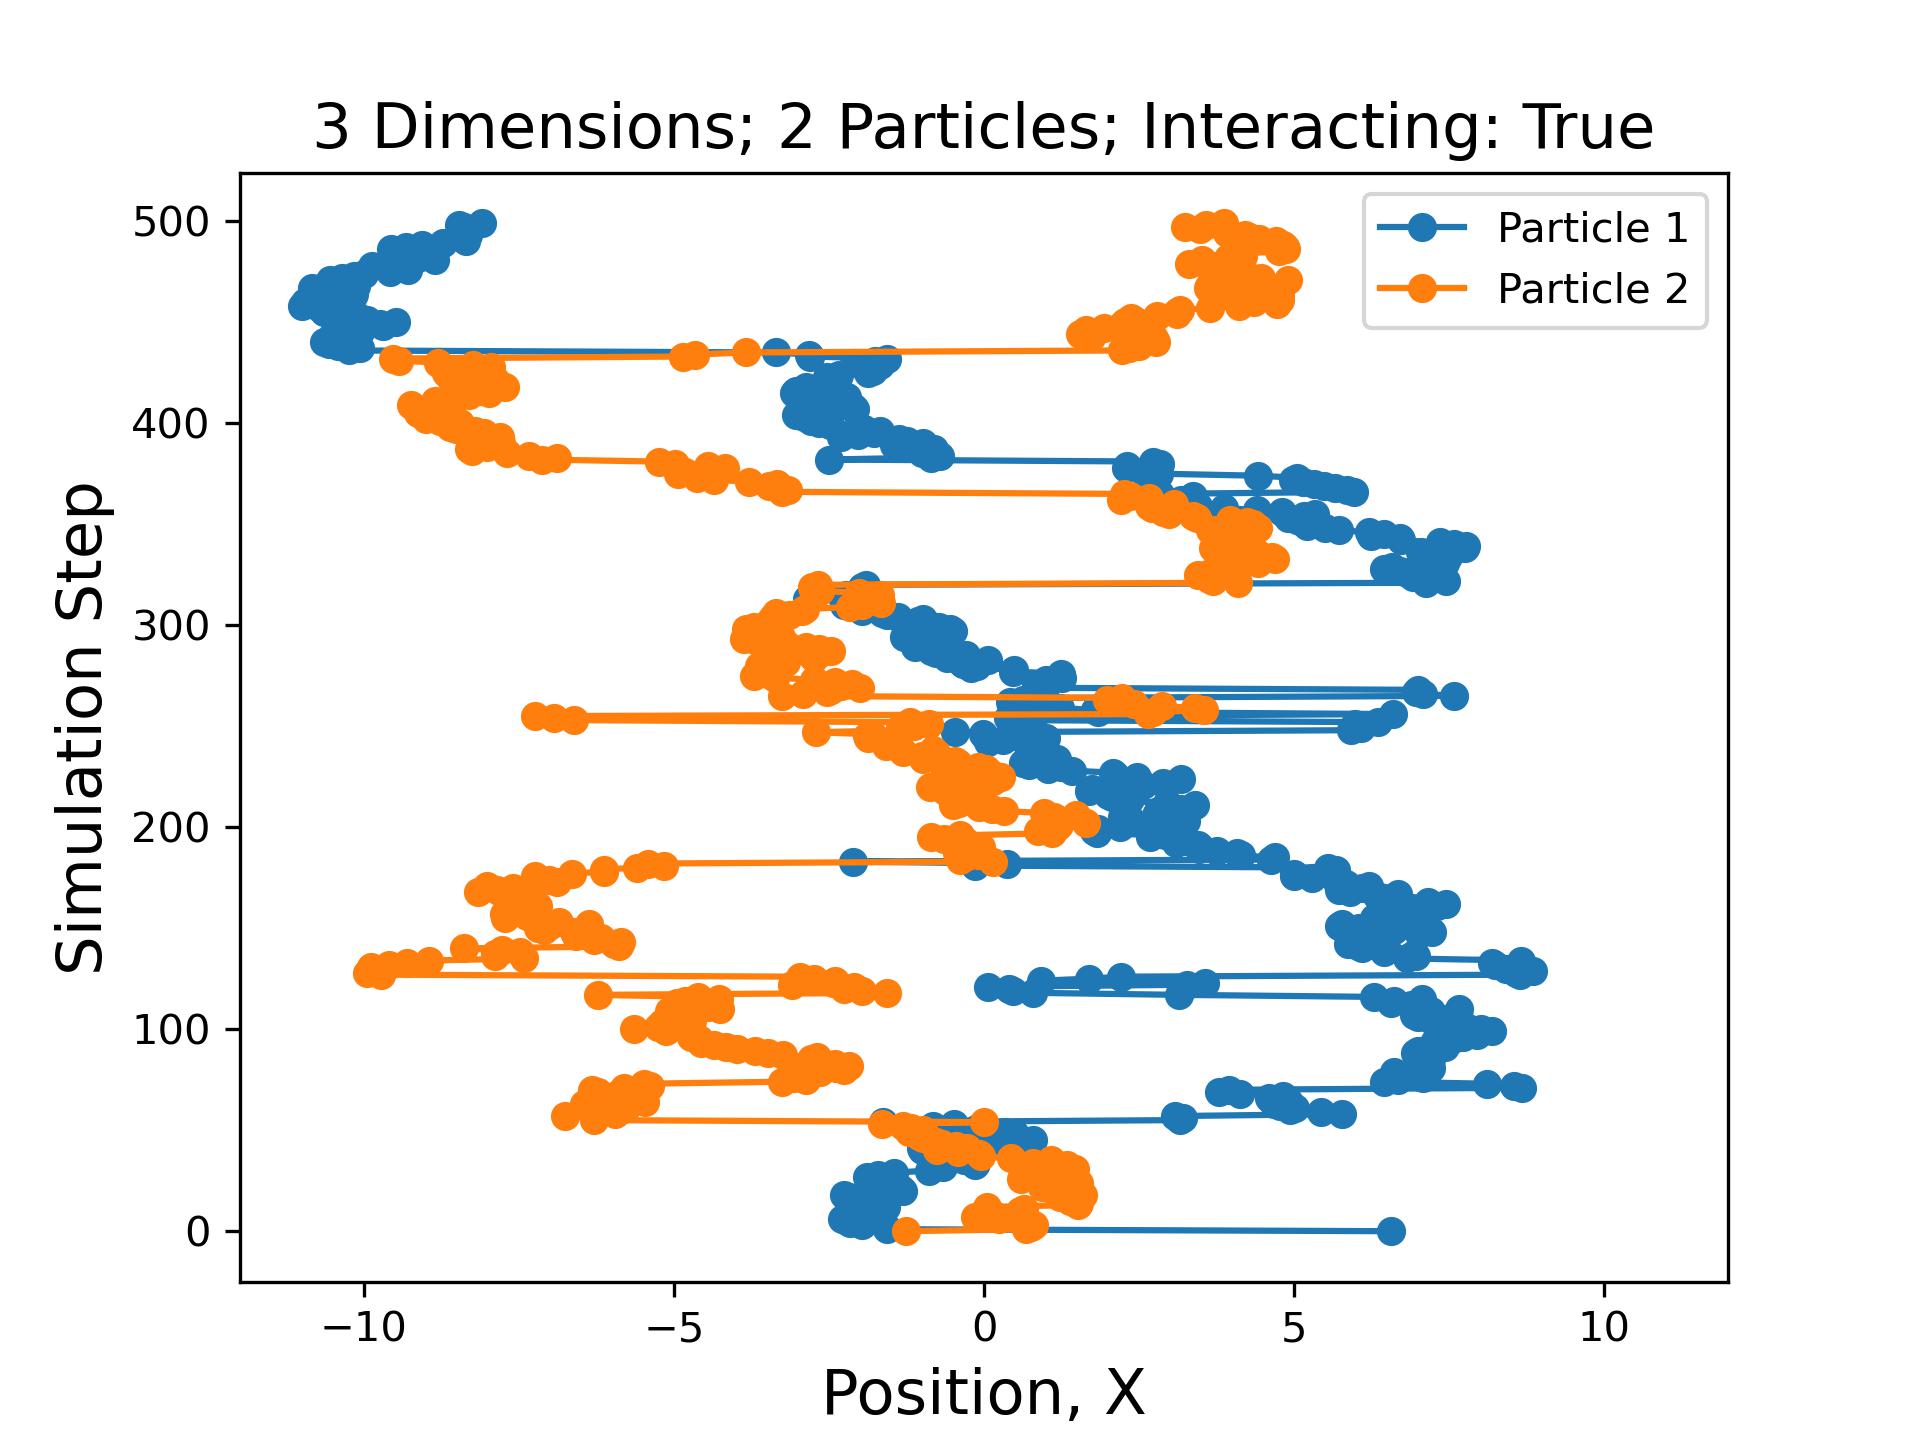 3 Dimensions; 2 Particles; Interacting: True
Particle 1
Particle 2
Simulation Step
500
400
300
200
100
0
−10
−5
0
5
10
Position, X